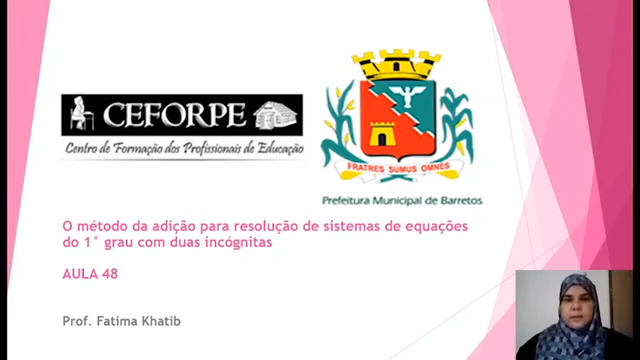 CEFORPE
Centro de Formação dos Profissionais de Educação
FRATRES SUMUS OMNES
Prefeitura Municipal de Barretos
O método da adição para resolução de sistemas de equações
do 1° grau com duas incógnitas
AULA 48
Prof. Fatima Khatib